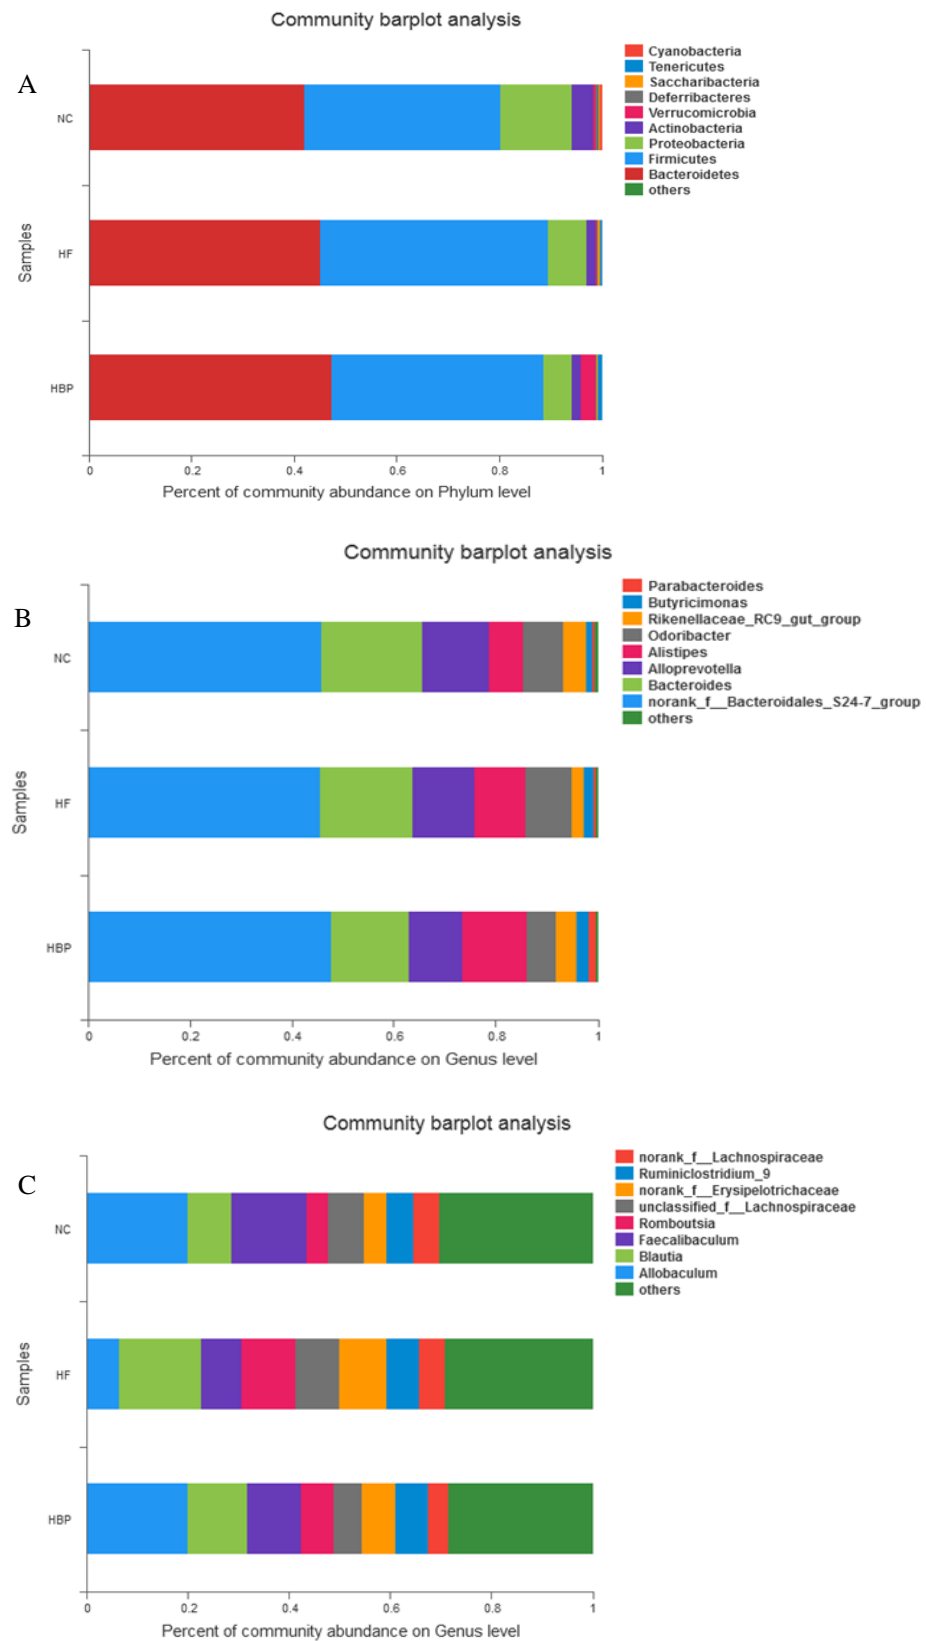 Community barplot analysis
A
Cyanobacteria
Tenericutes
Saccharibacteria
Deferribacteres
Verrucomicrobia
Actinobacteria
Proteobacteria
Firmicutes
Bacteroidetes
others
NC
HF
HBP
Samples
0 0.2 0.4 0.6 0.8 1
Percent of community abundance on Phylum level
Community barplot analysis
B
Parabacteroides
Butyricimonas
Rikenellaceae_RC9_gut_group
Odoribacter
Alistipes
Alloprevotella
Bacteroides
norank_f__Bacteroidales_S24-7_group
others
NC
HF
HBP
Samples
0 0.2 0.4 0.6 0.8 1
Percent of community abundance on Genus level
Community barplot analysis
C
norank_f__Lachnospiraceae
Ruminiclostridium_9
norank_f__Erysipelotrichaceae
unclassified_f__Lachnospiraceae
Romboutsia
Faecalibaculum
Blautia
Allobaculum
others
NC
HF
HBP
Samples
0 0.2 0.4 0.6 0.8 1
Percent of community abundance on Genus level